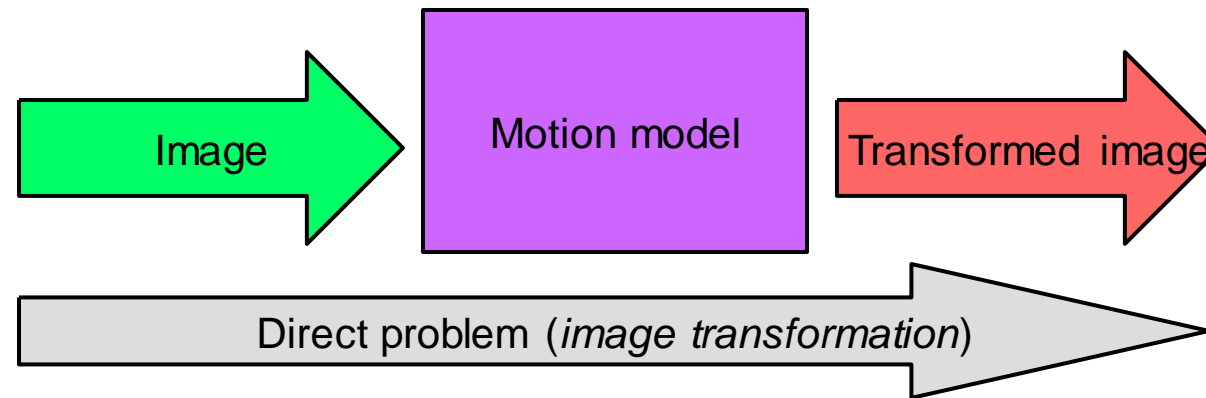 Image
Motion model
Transformed image
Direct problem (image transformation)